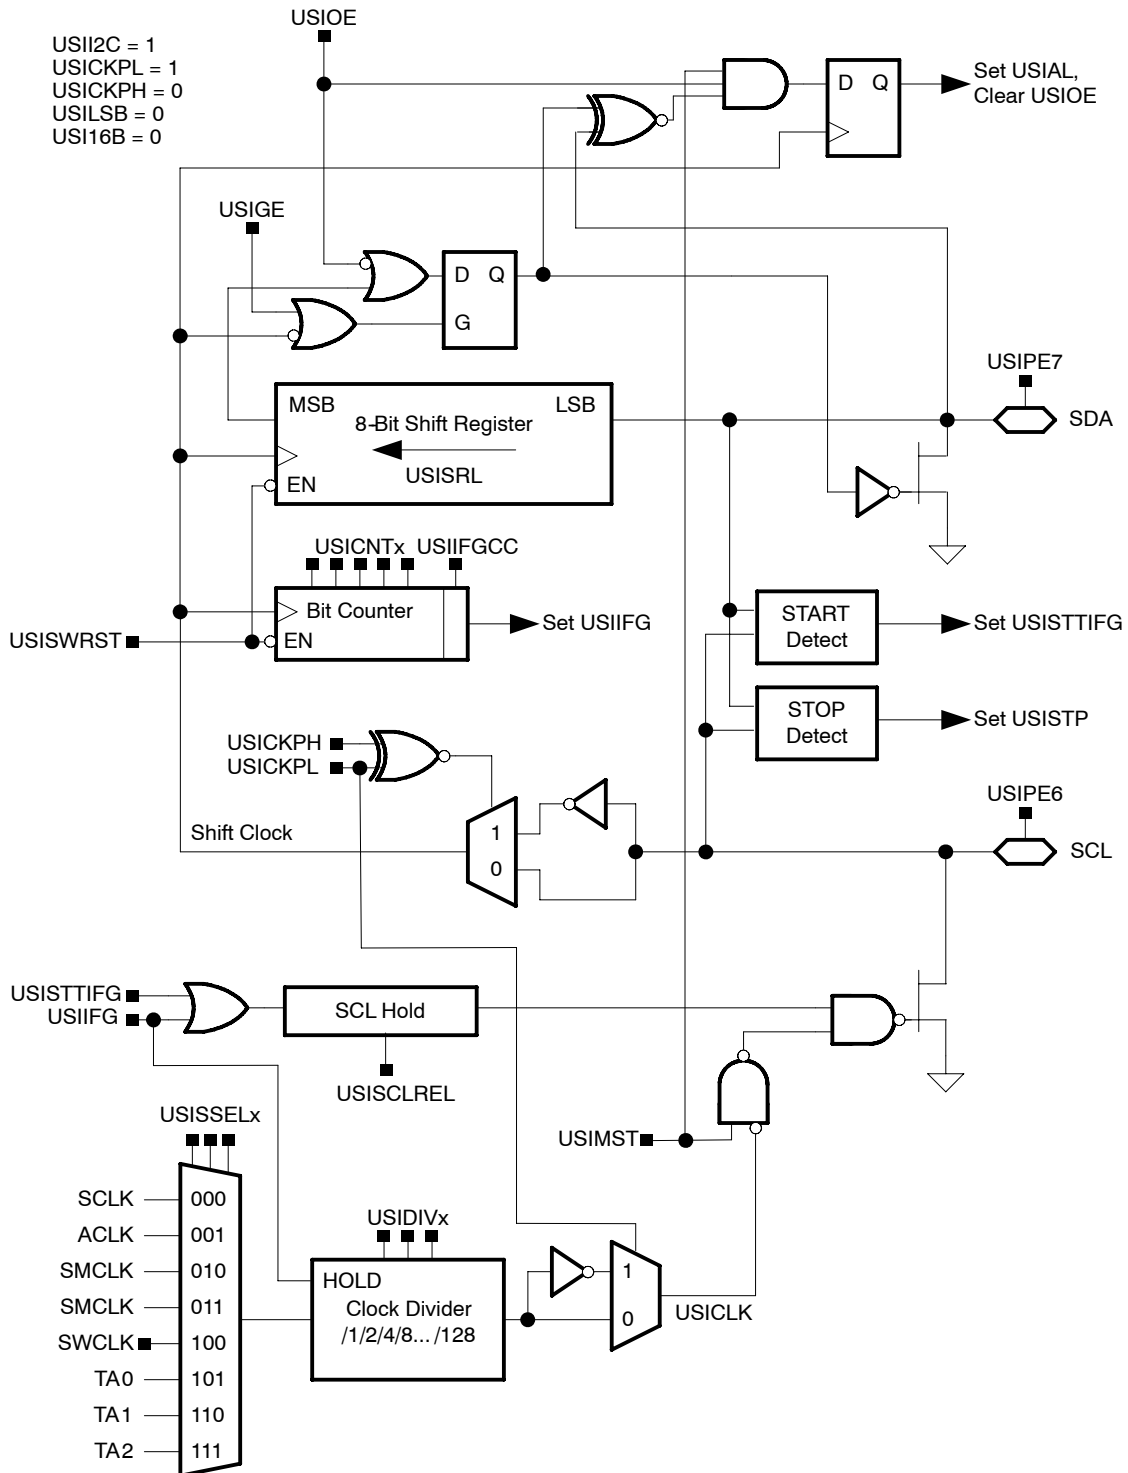 USIOE
USII2C = 1
USICKPL = 1
USICKPH = 0
USILSB = 0
USI16B = 0
D Q
Set USIAL,
Clear USIOE
USIGE
D Q
G
USIPE7
MSB LSB
8-Bit Shift Register
SDA
USISRL
EN
USICNTx USIIFGCC
Bit Counter
START
Detect
Set USIIFG
Set USISTTIFG
USISWRST
EN
STOP
Detect
Set USISTP
USICKPH
USICKPL
USIPE6
Shift Clock
1
0
SCL
USISTTIFG
USIIFG
SCL Hold
USISCLREL
USISSELx
USIMST
SCLK 000
ACLK 001
USIDIVx
SMCLK 010
HOLD
1
SMCLK 011
Clock Divider
0
USICLK
/1/2/4/8... /128
SWCLK 100
TA0 101
TA1 110
TA2 111